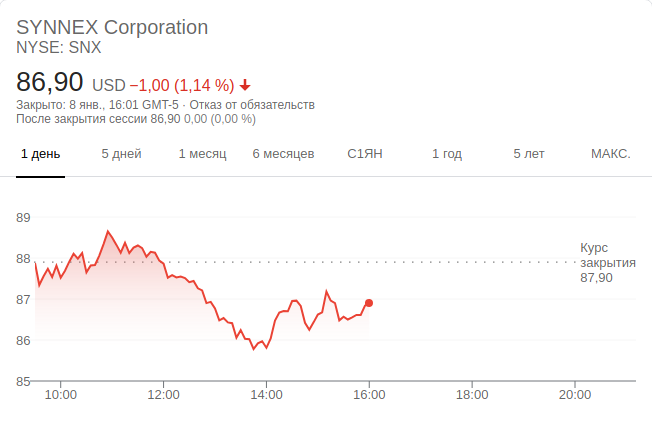 SYNNEX Corporation
NYSE: SNX
86,90 USD −1,00 (1,14 %)
Закрыто: 8 янв., 16:01 GMT-5 · Отказ от обязательств
После закрытия сессии 86,90 0,00 (0,00 %)
1 день 5 дней 1 месяц 6 месяцев С1ЯН 1 год 5 лет МАКС.
89
88
87
86
85
Курс
закрытия
87,90
10:00 12:00 14:00 16:00 18:00 20:00